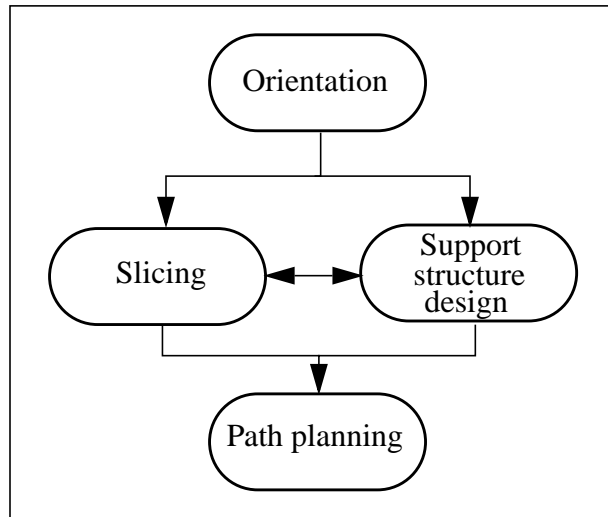 Orientation
Slicing
Support
structure
design
Path planning